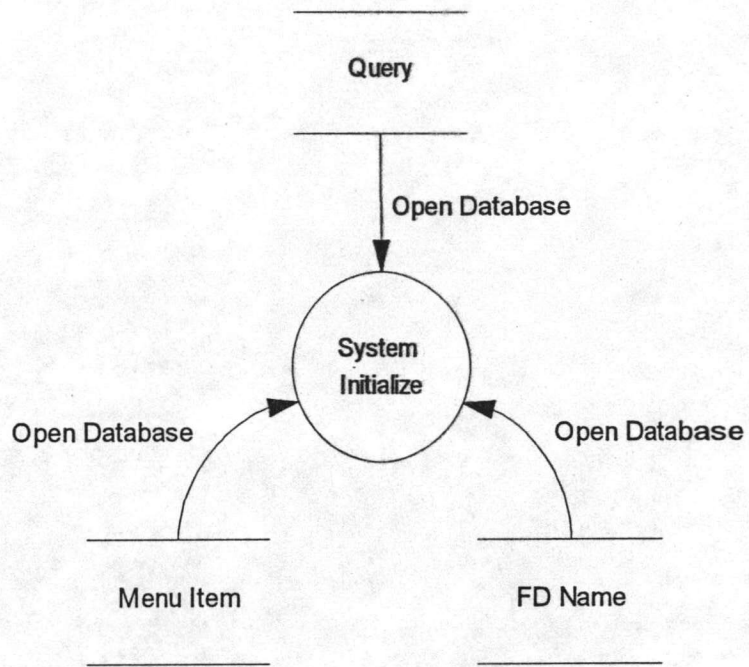 Query
Open Database
System
Initialize
Open Database
Open Database
Menu Item
FD Name